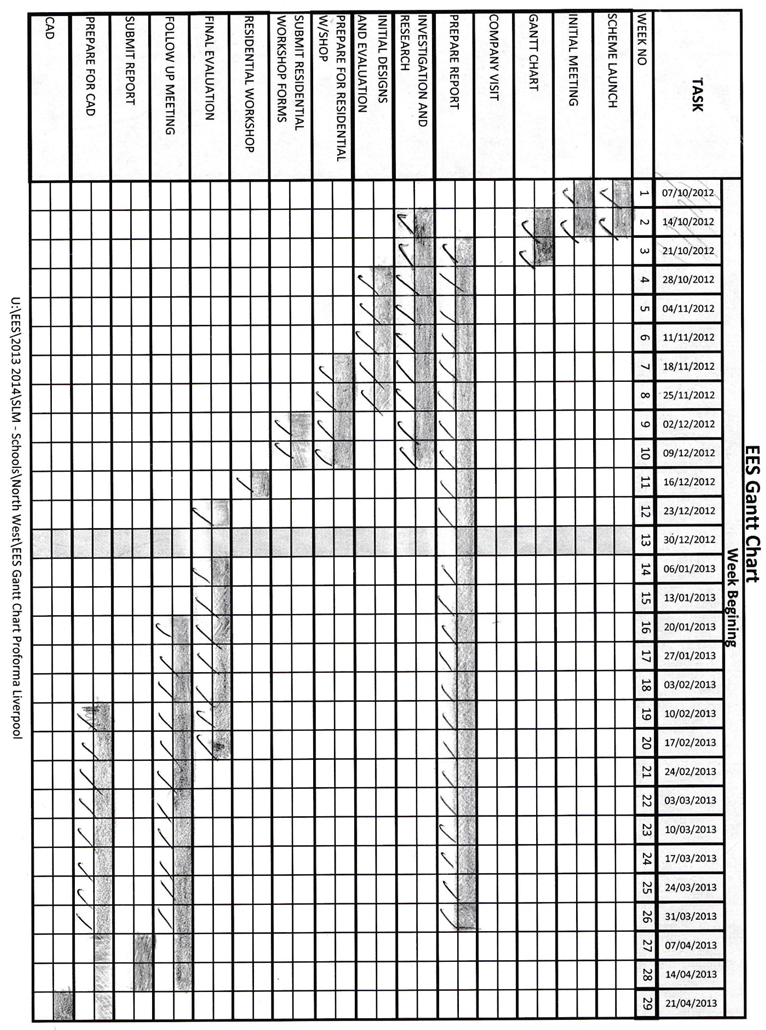 EES Gantt Chart
Week Begining
TASK
07/10/2012
14/10/2012
21/10/2012
28/10/2012
04/11/2012
11/11/2012
18/11/2012
25/11/2012
02/12/2012
09/12/2012
16/12/2012
23/12/2012
30/12/2012
06/01/2013
13/01/2013
20/01/2013
27/01/2013
03/02/2013
10/02/2013
17/02/2013
24/02/2013
03/03/2013
10/03/2013
17/03/2013
24/03/2013
31/03/2013
07/04/2013
14/04/2013
21/04/2013
WEEK NO
1
2
3
4
5
6
7
8
9
10
11
12
13
14
15
16
17
18
19
20
21
22
23
24
25
26
27
28
29
SCHEME LAUNCH
INITIAL MEETING
GANTT CHART
COMPANY VISIT
PREPARE REPORT
INVESTIGATION AND
RESEARCH
INITIAL DESIGNS
AND EVALUATION
PREPARE FOR RESIDENTIAL
W/SHOP
SUBMIT RESIDENTIAL
WORKSHOP FORMS
RESIDENTIAL WORKSHOP
FINAL EVALUATION
FOLLOW UP MEETING
SUBMIT REPORT
PREPARE FOR CAD
CAD
U:\EES\2013 2014\SLM - Schools\North West\EES Gantt Chart Proforma Liverpool